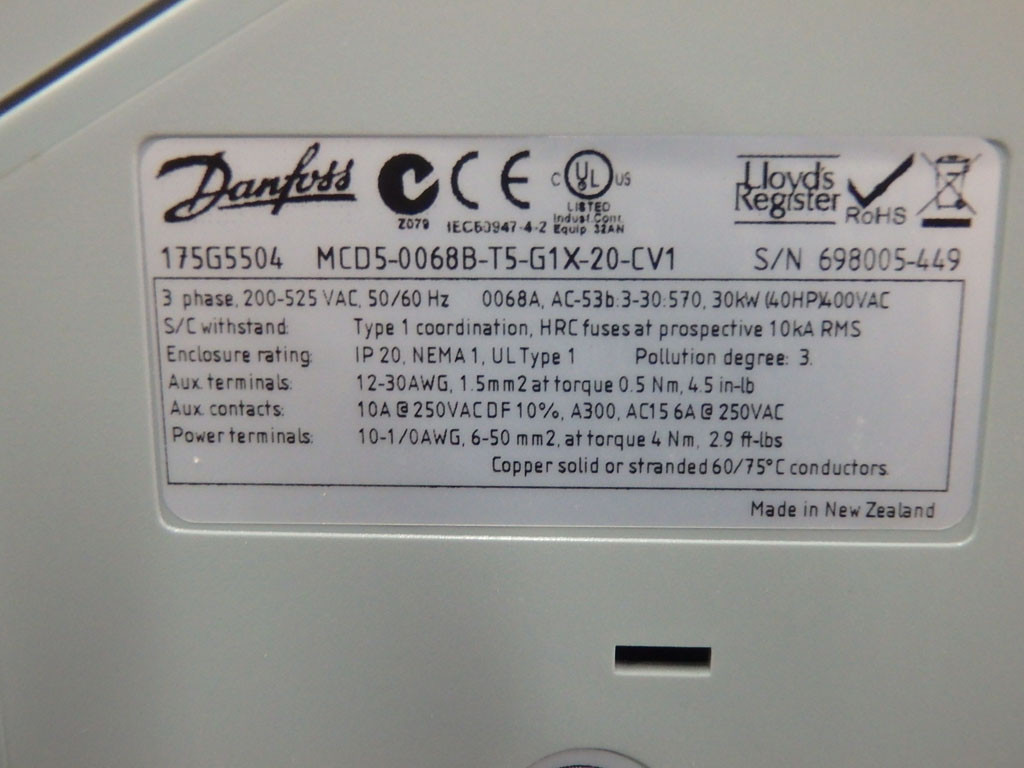 Danfoss
C UL US
LISTED
Z079 IEC60947-4-2 Indust. Contr. Equip. 32AN
Lloyd's
Register
RoHS
175G5504 MCD5-0068B-T5-G1X-20-CV1 S/N 698005-449
3 phase, 200-525 VAC, 50/60 Hz 0068A, AC-53b:3-30:570, 30kW (40HP)400VAC
S/C withstand: Type 1 coordination, HRC fuses at prospective 10kA RMS
Enclosure rating: IP 20, NEMA 1, UL Type 1 Pollution degree: 3.
Aux. terminals: 12-30AWG, 1.5mm2 at torque 0.5 Nm, 4.5 in-lb
Aux. contacts: 10A @ 250VAC DF 10%, A300, AC15 6A @ 250VAC
Power terminals: 10-1/0AWG, 6-50 mm2, at torque 4 Nm, 2.9 ft-lbs
Copper solid or stranded 60/75°C conductors.
Made in New Zealand